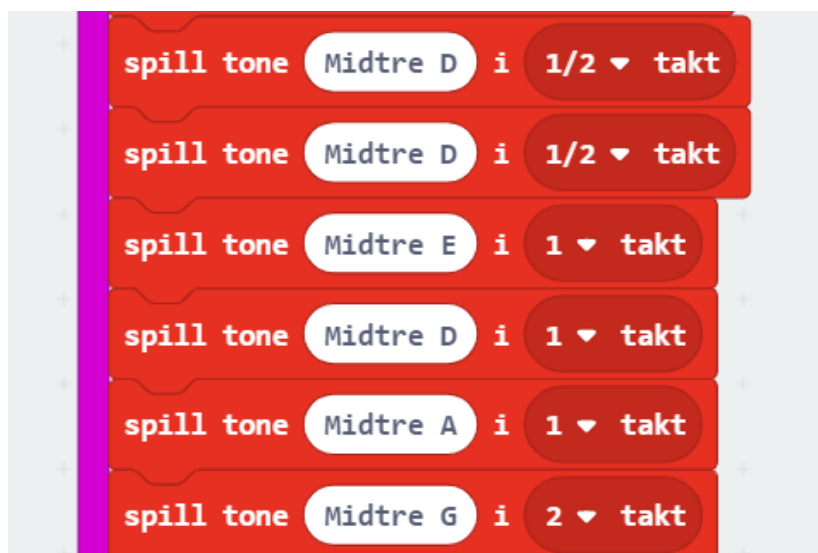 spill tone Midtre D i 1/2 takt
spill tone Midtre D i 1/2 takt
spill tone Midtre E i 1 takt
spill tone Midtre D i 1 takt
spill tone Midtre A i 1 takt
spill tone Midtre G i 2 takt